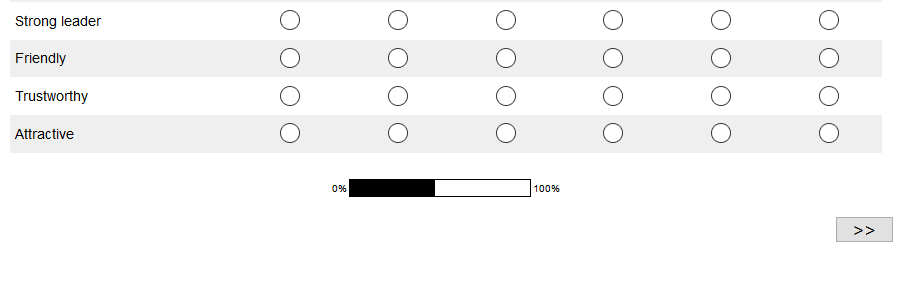 Strong leader
Friendly
Trustworthy
Attractive
0% 100%
>>